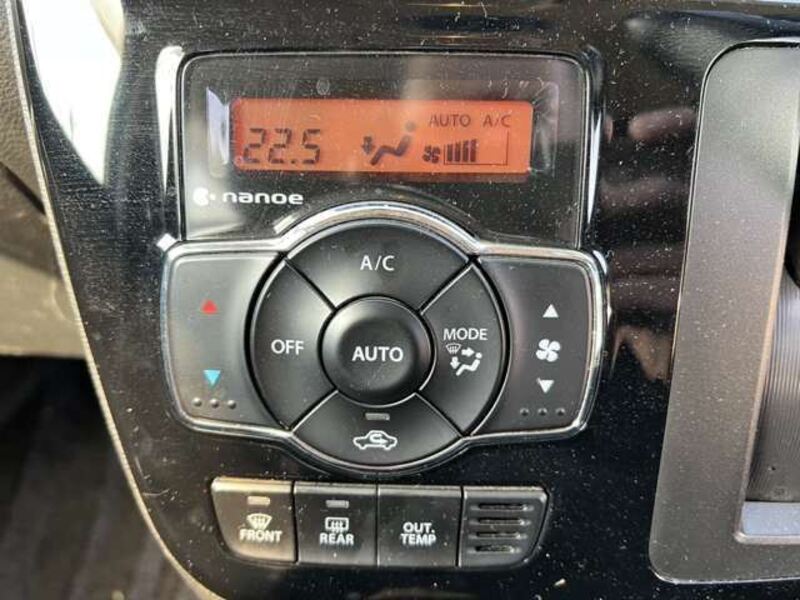 AUTO A/C
22.5
nanoe
A/C
OFF
AUTO
MODE
FRONT
REAR
OUT.
TEMP